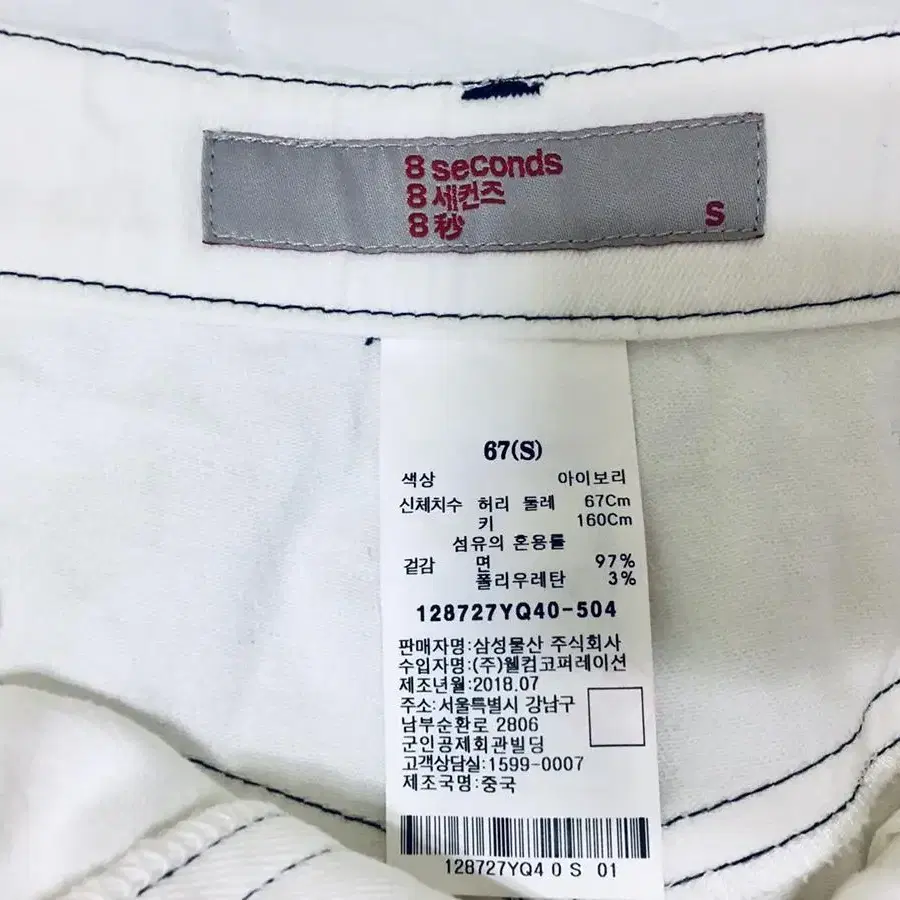 8 seconds
8 세컨즈
8 秒
S
67(S)
색상 아이보리
신체치수 허리 둘레 67Cm
키 160Cm
섬유의 혼용률
겉감 면 97%
폴리우레탄 3%
128727YQ40-504
판매자명:삼성물산 주식회사
수입자명:(주)웰컴코퍼레이션
제조년월:2018.07
주소:서울특별시 강남구
남부순환로 2806
군인공제회관빌딩
고객상담실:1599-0007
제조국명:중국
128727YQ4 0 S 01